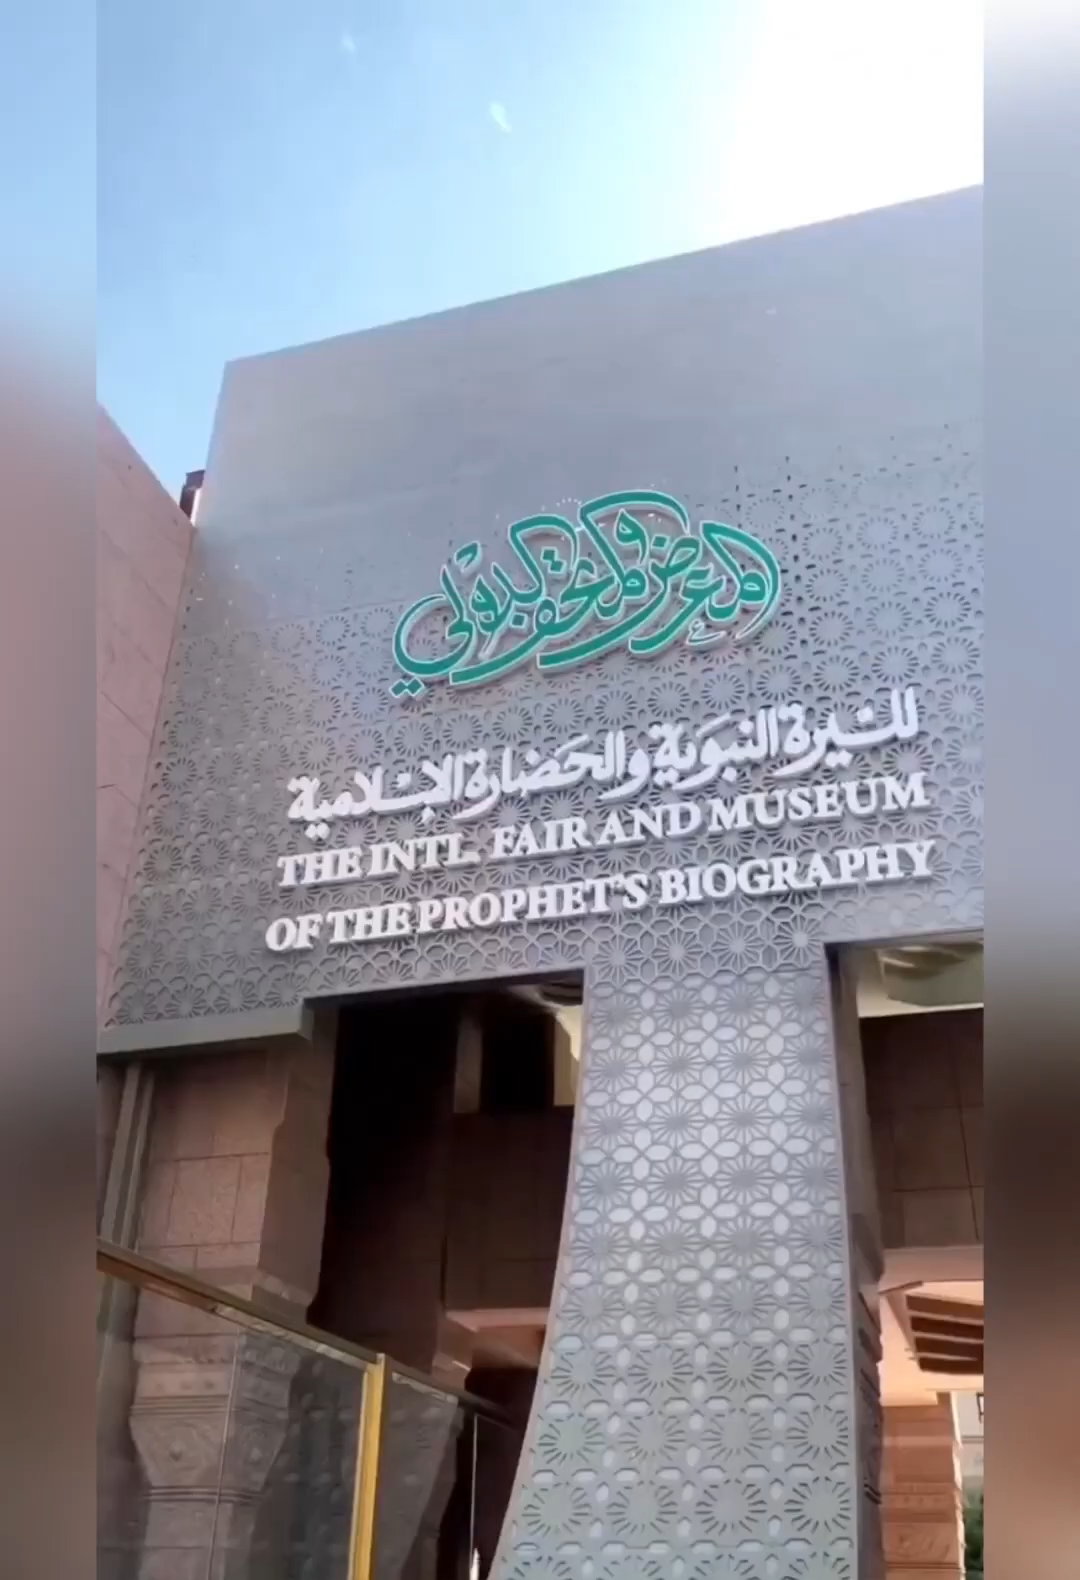 المعرض والمتحف الدولي
للسيرة النبوية والحضارة الإسلامية
THE INTL. FAIR AND MUSEUM
OF THE PROPHET'S BIOGRAPHY